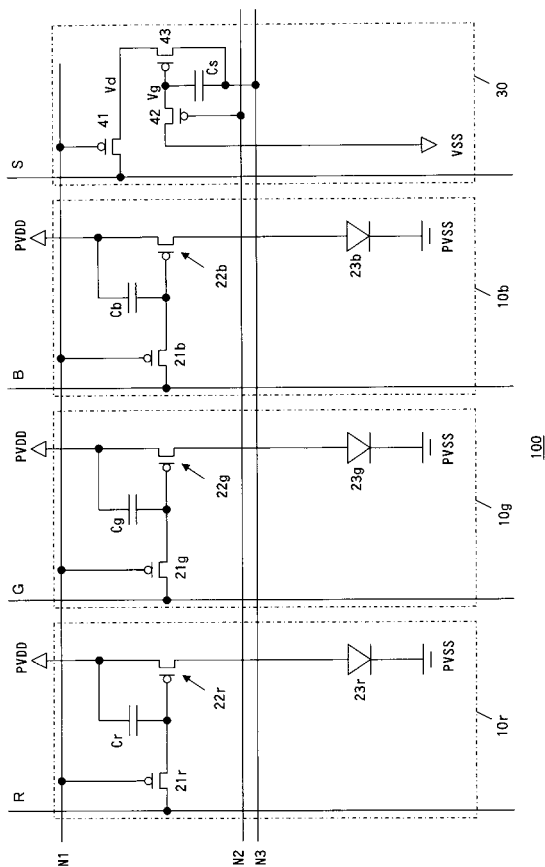 R
G
B
S
PVDD
PVDD
PVDD
N1
41
Vd
Cr
Cg
Cb
Vg
43
21r
22r
21g
22g
21b
22b
42
Cs
N2
N3
23r
23g
23b
VSS
PVSS
PVSS
PVSS
10r
10g
10b
30
100